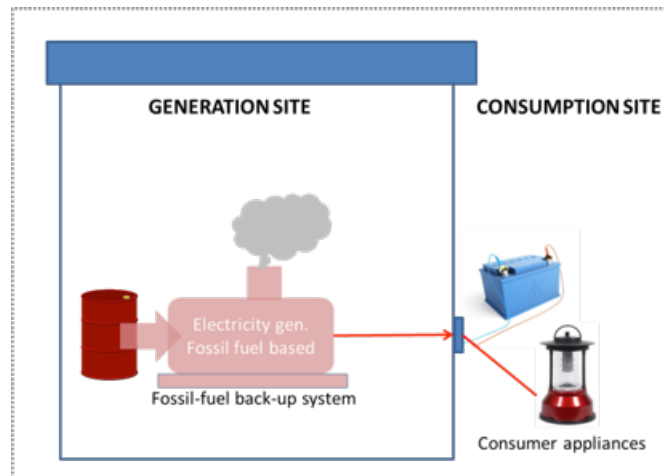 GENERATION SITE
CONSUMPTION SITE
Electricity gen.
Fossil fuel based
Fossil-fuel back-up system
Consumer appliances